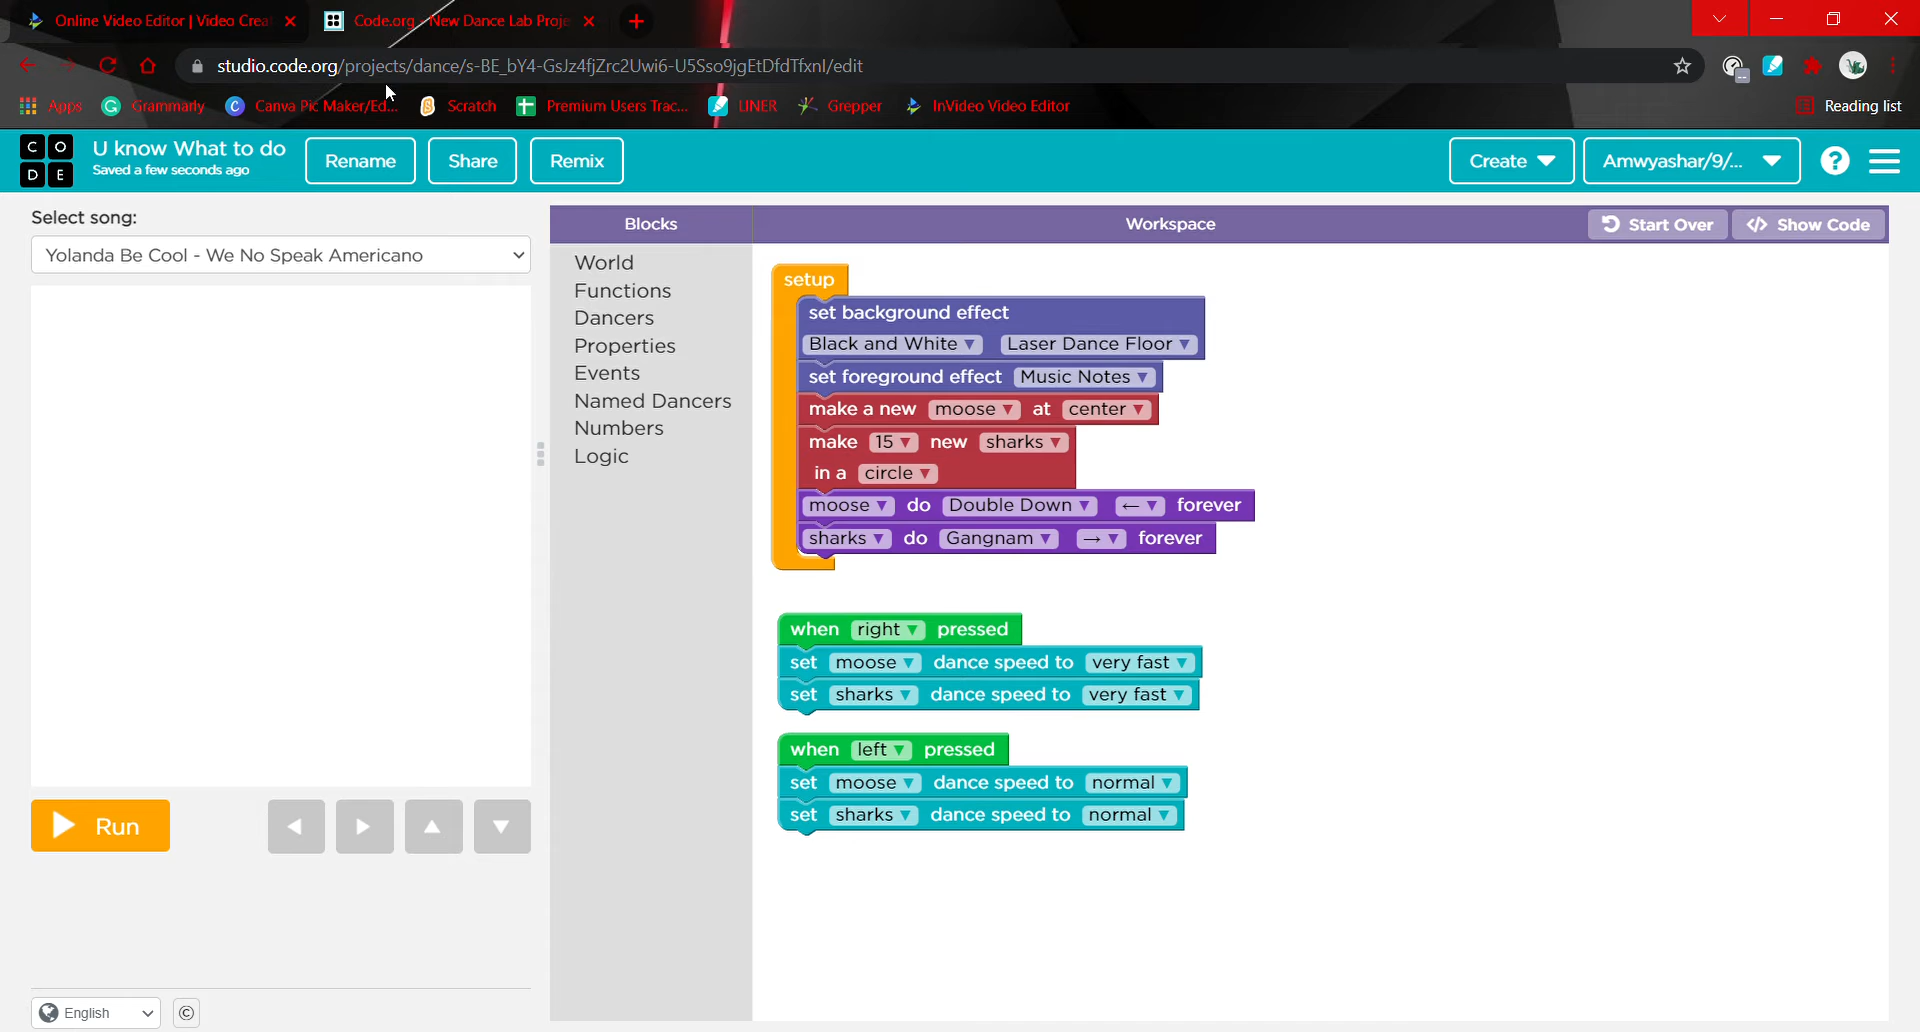 Online Video Editor | Video Crea
Code.org - New Dance Lab Proje
studio.code.org/projects/dance/s-BE_bY4-GsJz4fjZrc2Uwi6-U5Sso9jgEtDfdTfxnI/edit
Apps Grammarly Canva Pic Maker/Ed... Scratch Premium Users Trac... LINER Grepper InVideo Video Editor Reading list
CODE
U know What to do
Saved a few seconds ago
Rename Share Remix Create Amwyashar/9/...
Select song:
Yolanda Be Cool - We No Speak Americano
Run
English
©
Blocks
World
Functions
Dancers
Properties
Events
Named Dancers
Numbers
Logic
Workspace
Start Over
</> Show Code
setup
set background effect
Black and White Laser Dance Floor
set foreground effect Music Notes
make a new moose at center
make 15 new sharks
in a circle
moose do Double Down ← forever
sharks do Gangnam → forever
when right pressed
set moose dance speed to very fast
set sharks dance speed to very fast
when left pressed
set moose dance speed to normal
set sharks dance speed to normal